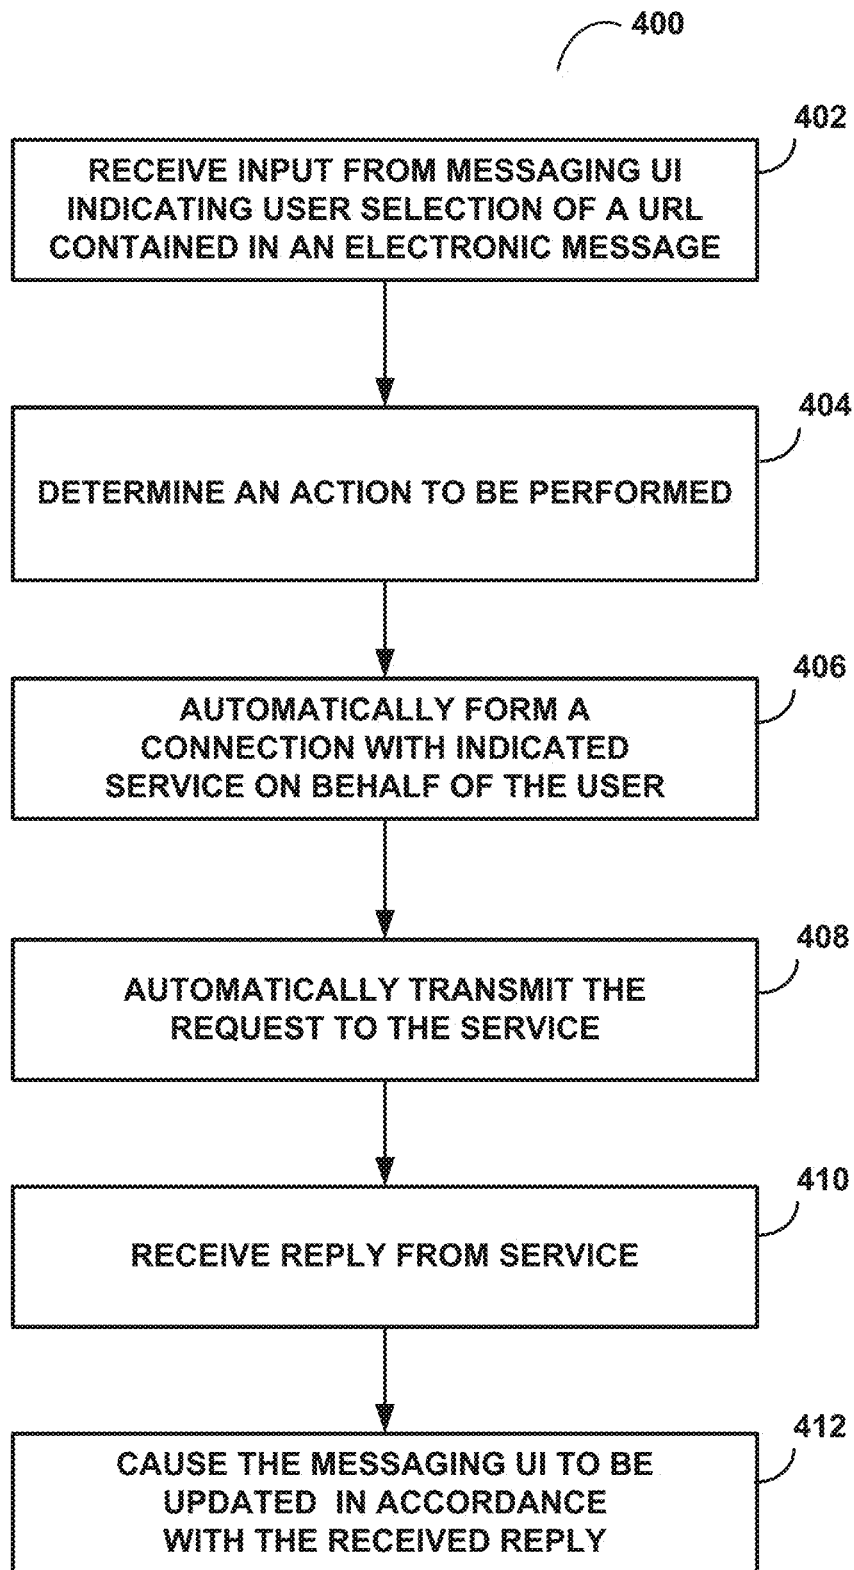 400
402
RECEIVE INPUT FROM MESSAGING UI
INDICATING USER SELECTION OF A URL
CONTAINED IN AN ELECTRONIC MESSAGE
404
DETERMINE AN ACTION TO BE PERFORMED
406
AUTOMATICALLY FORM A
CONNECTION WITH INDICATED
SERVICE ON BEHALF OF THE USER
408
AUTOMATICALLY TRANSMIT THE
REQUEST TO THE SERVICE
410
RECEIVE REPLY FROM SERVICE
412
CAUSE THE MESSAGING UI TO BE
UPDATED IN ACCORDANCE
WITH THE RECEIVED REPLY